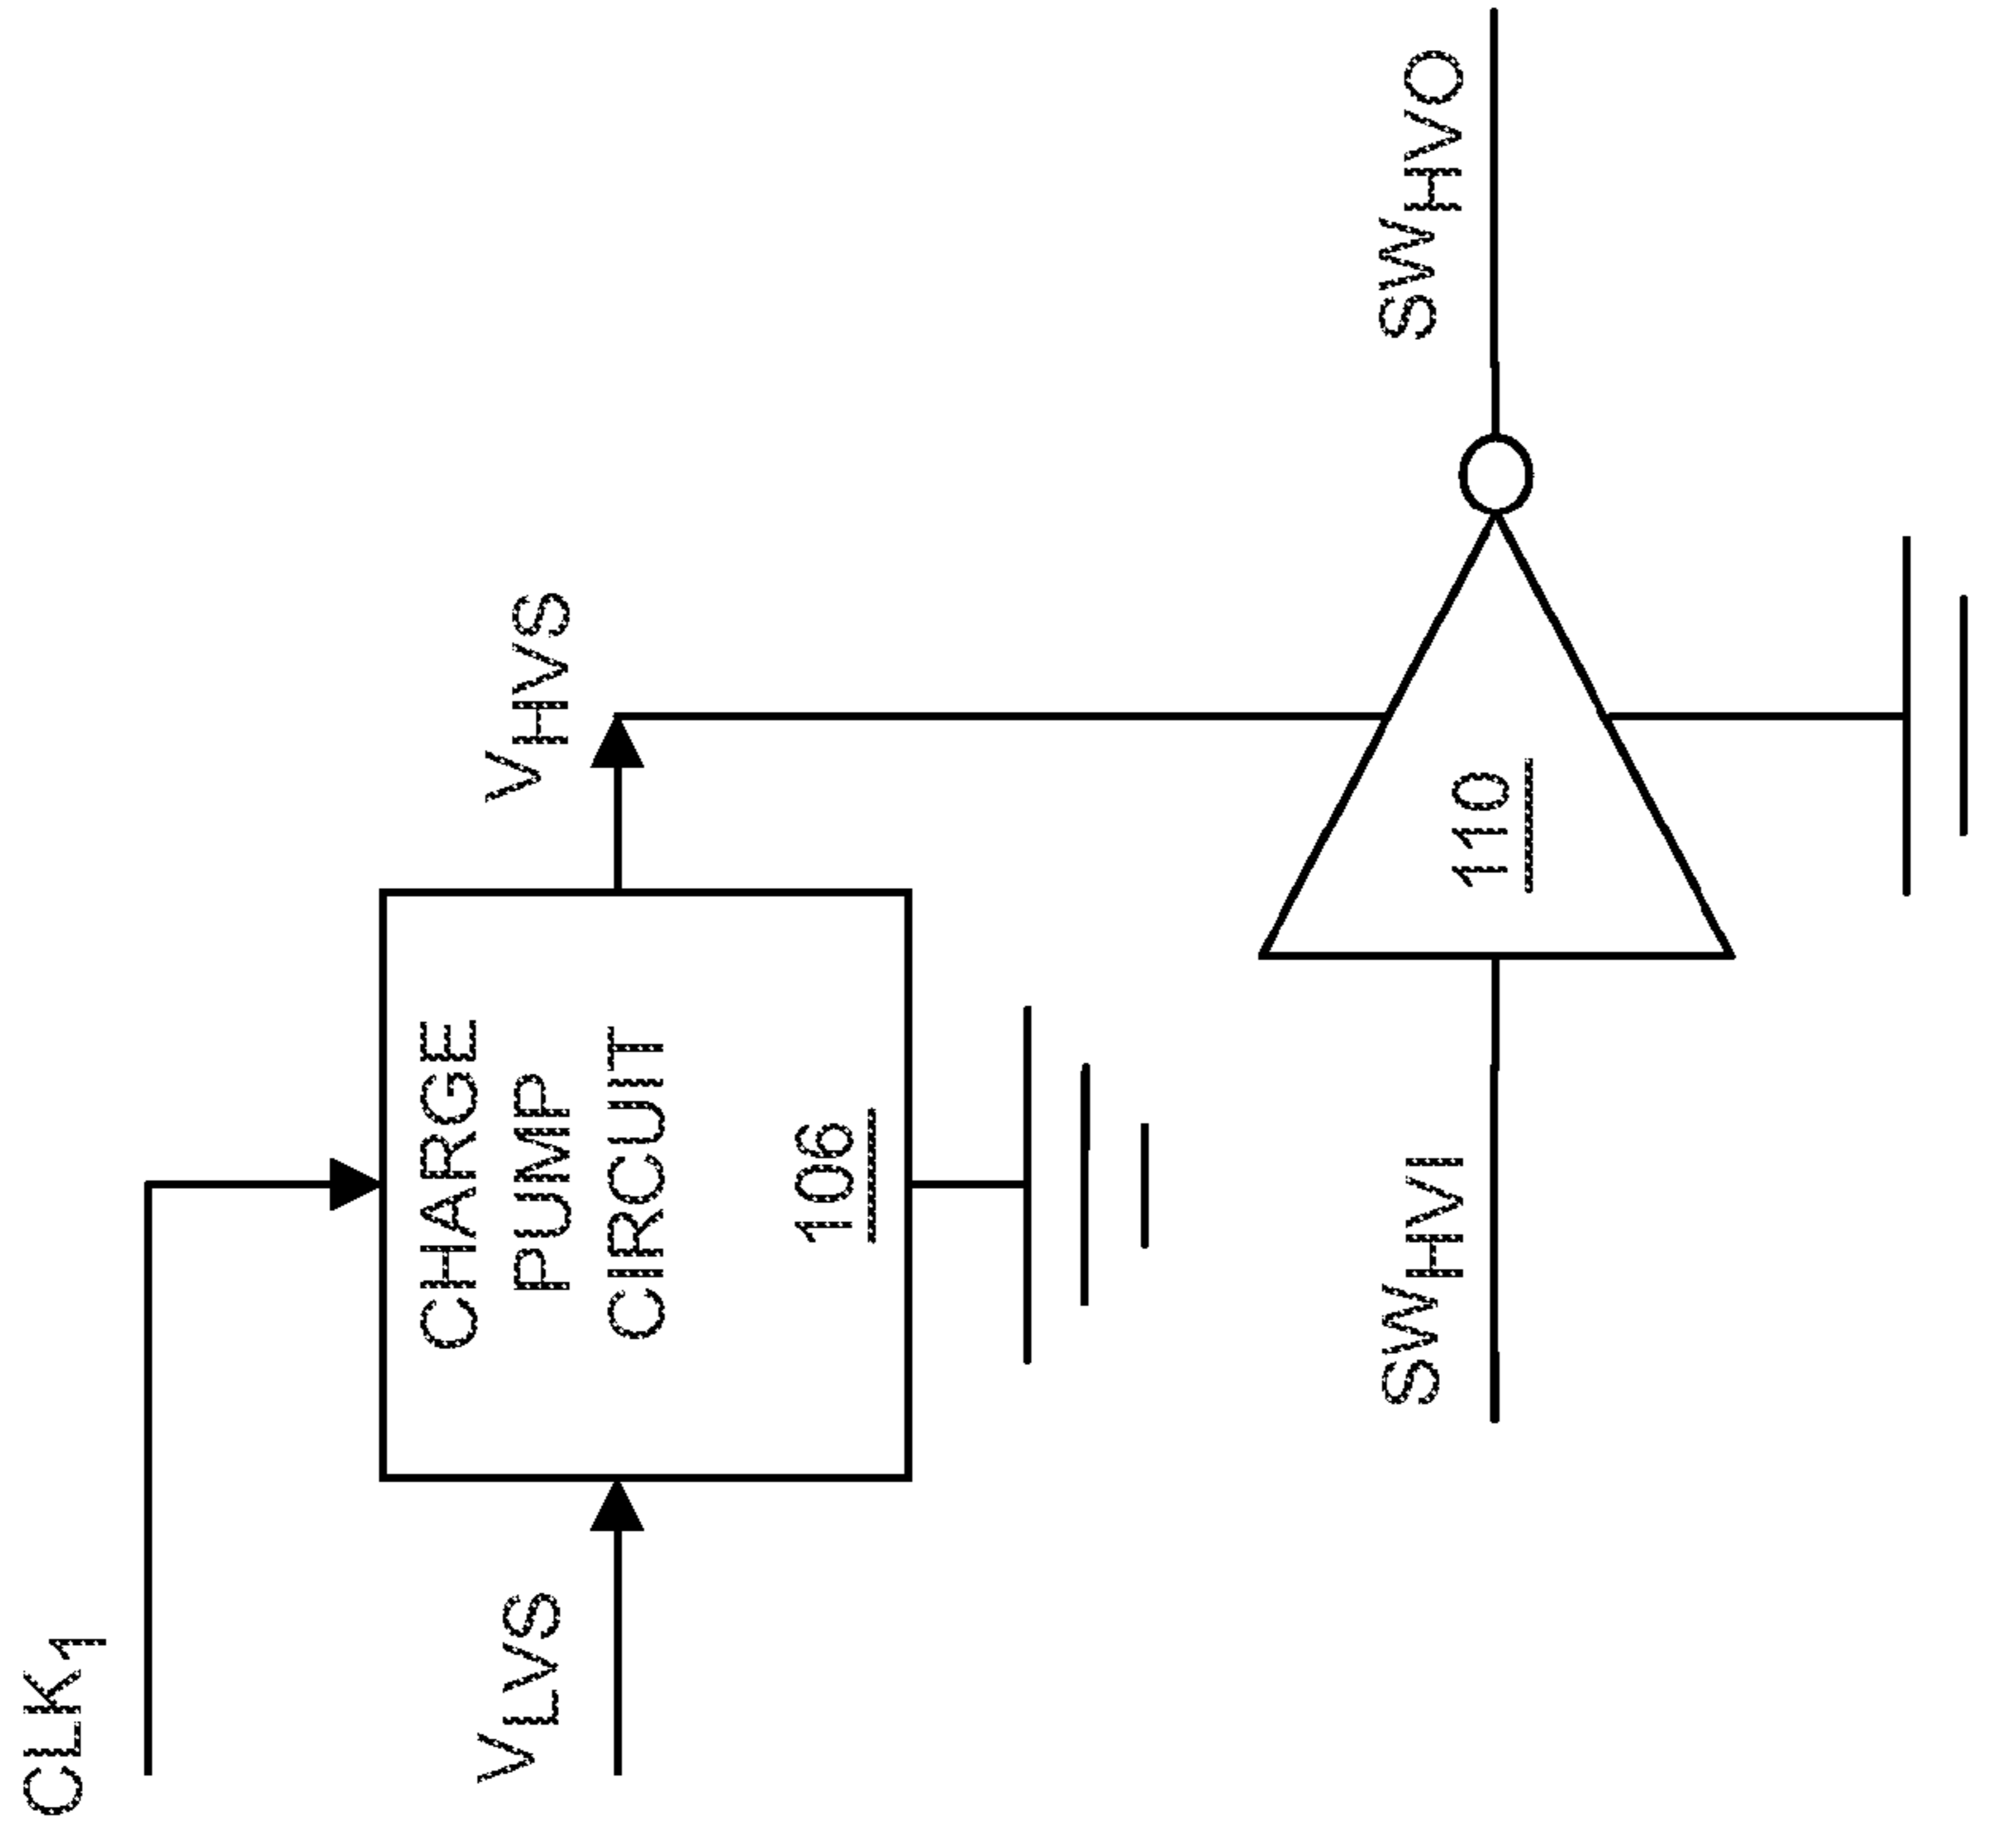 CLK1
VLVS
CHARGE
PUMP
CIRCUIT
106
VHVS
SWHVI
110
SWHVO